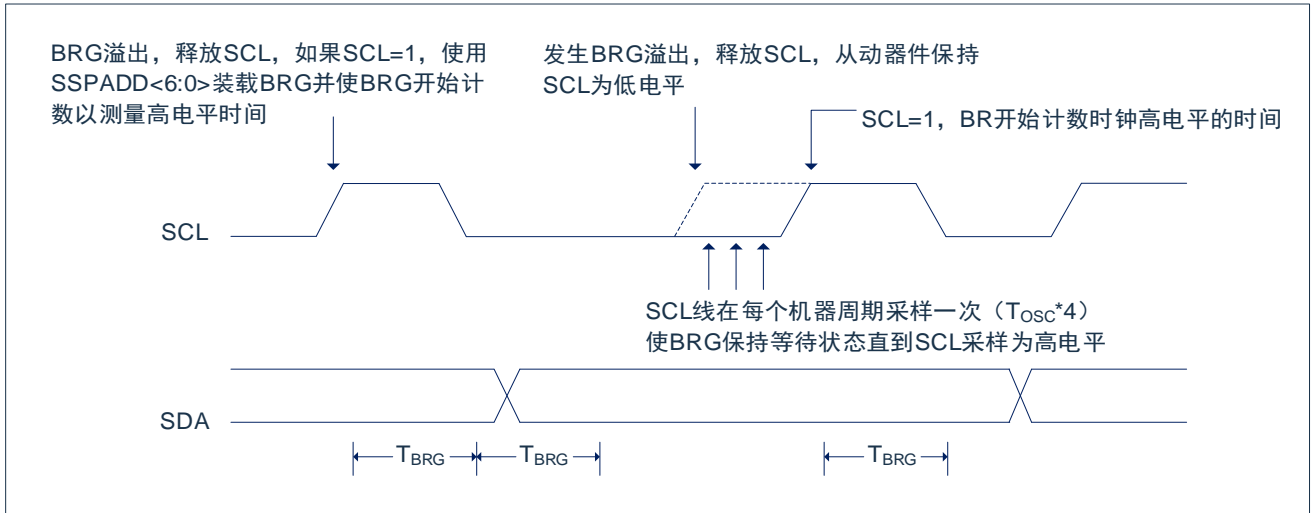 BRG溢出，释放SCL，如果SCL=1，使用
SSPADD<6:0>装载BRG并使BRG开始计
数以测量高电平时间
发生BRG溢出，释放SCL，从动器件保持
SCL为低电平
SCL=1，BR开始计数时钟高电平的时间
SCL
SCL线在每个机器周期采样一次（TOSC*4）
使BRG保持等待状态直到SCL采样为高电平
SDA
TBRG
TBRG
TBRG